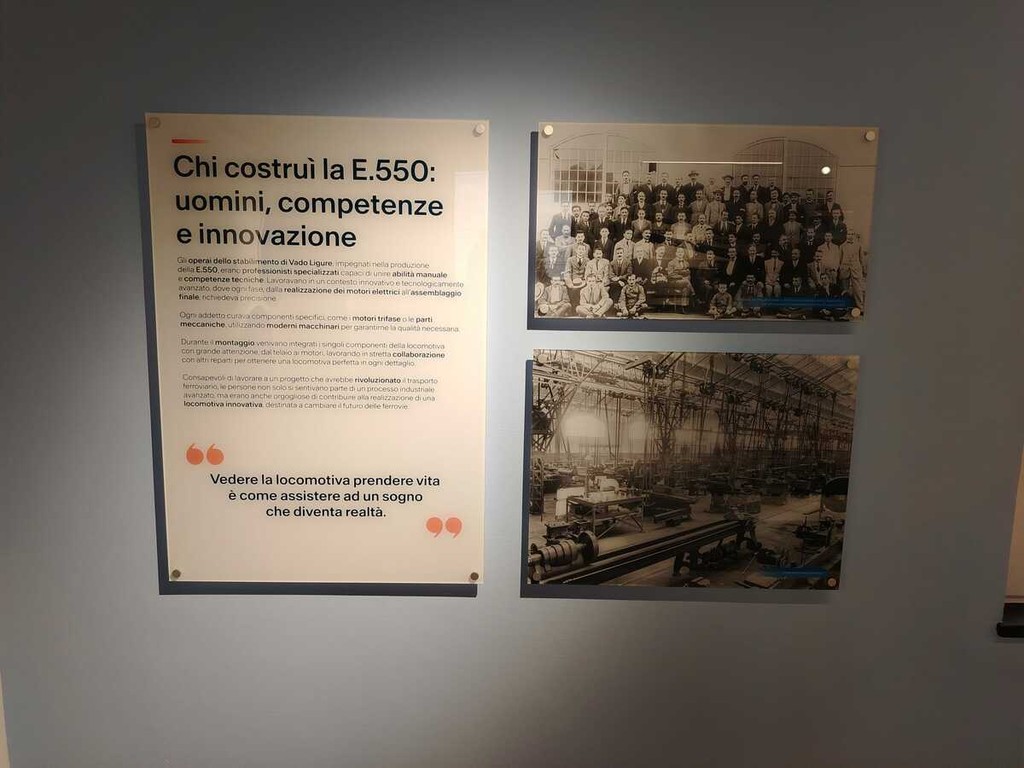 Chi costruì la E.550:
uomini, competenze
e innovazione
Gli operai dello stabilimento di Vado Ligure, impegnati nella produzione
della E.550, erano professionisti specializzati capaci di unire abilità manuale
e competenze tecniche. Lavoravano in un contesto innovativo e tecnologicamente
avanzato, dove ogni fase, dalla realizzazione dei motori elettrici all'assemblaggio
finale, richiedeva precisione.
Ogni addetto curava componenti specifici, come i motori trifase o le parti
meccaniche, utilizzando moderni macchinari per garantirne la qualità necessaria.
Durante il montaggio venivano integrati i singoli componenti della locomotiva
con grande attenzione, dal telaio ai motori, lavorando in stretta collaborazione
con altri reparti per ottenere una locomotiva perfetta in ogni dettaglio.
Consapevoli di lavorare a un progetto che avrebbe rivoluzionato il trasporto
ferroviario, le persone non solo si sentivano parte di un processo industriale
avanzato, ma erano anche orgogliose di contribuire alla realizzazione di una
locomotiva innovativa, destinata a cambiare il futuro delle ferrovie.
“
Vedere la locomotiva prendere vita
è come assistere ad un sogno
che diventa realtà.
”